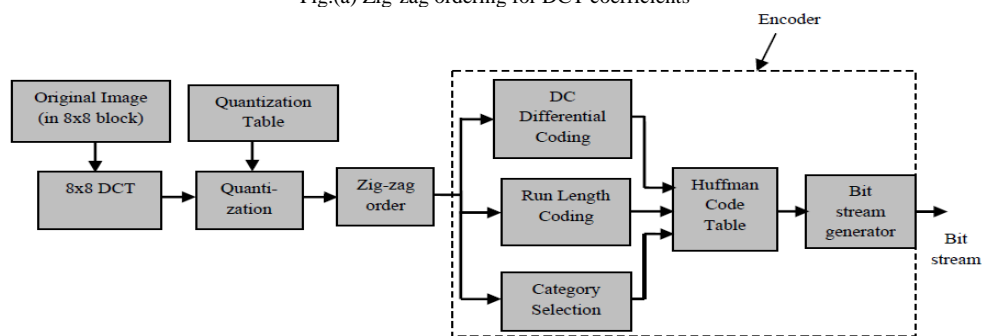 Fig.(a) Zig-zag ordering for DCT coefficients
Encoder
Original Image
(in 8x8 block)
Quantization
Table
DC
Differential
Coding
8x8 DCT
Quanti-
zation
Zig-zag
order
Run Length
Coding
Huffman
Code
Table
Bit
stream
generator
Bit
stream
Category
Selection